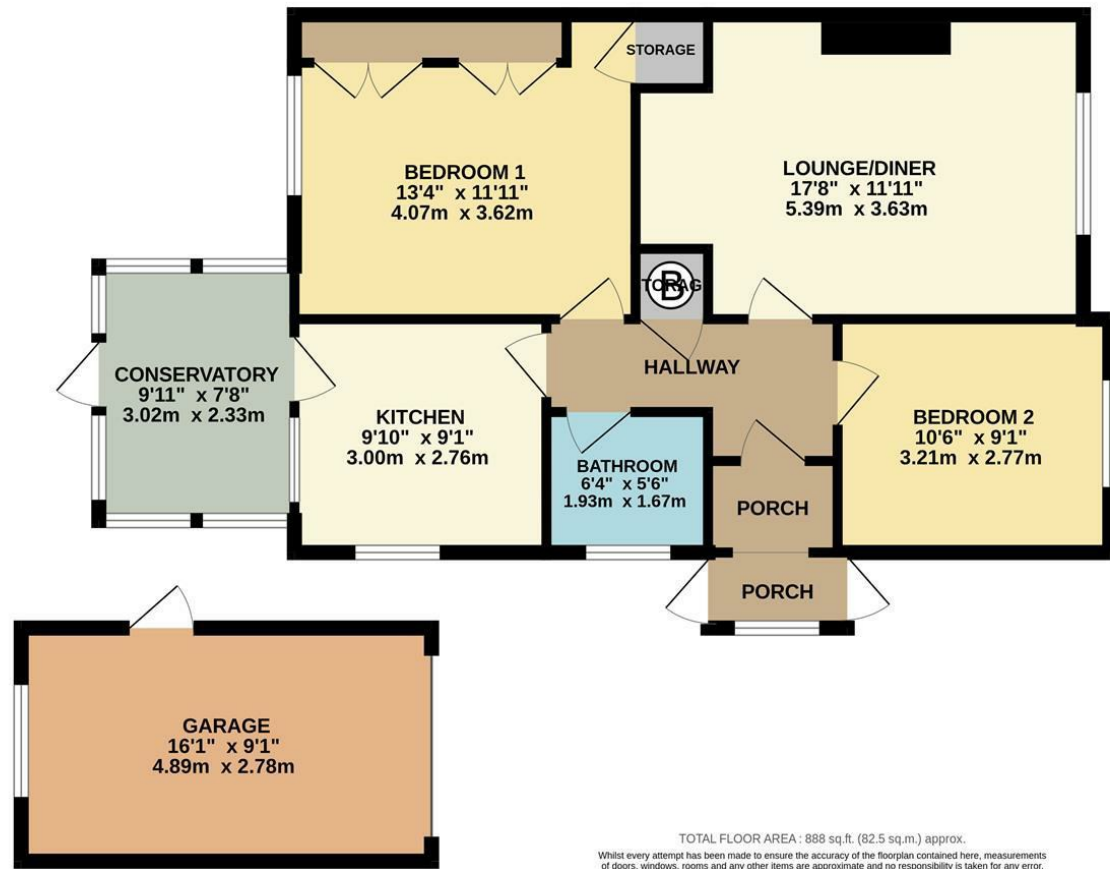 STORAGE
BEDROOM 1
13'4" x 11'11"
4.07m x 3.62m
LOUNGE/DINER
17'8" x 11'11"
5.39m x 3.63m
TORAG
B
HALLWAY
CONSERVATORY
9'11" x 7'8"
3.02m x 2.33m
KITCHEN
9'10" x 9'1"
3.00m x 2.76m
BATHROOM
6'4" x 5'6"
1.93m x 1.67m
BEDROOM 2
10'6" x 9'1"
3.21m x 2.77m
PORCH
PORCH
GARAGE
16'1" x 9'1"
4.89m x 2.78m
TOTAL FLOOR AREA : 888 sq.ft. (82.5 sq.m.) approx.
Whilst every attempt has been made to ensure the accuracy of the floorplan contained here, measurements
of doors, windows, rooms and any other items are approximate and no responsibility is taken for any error,